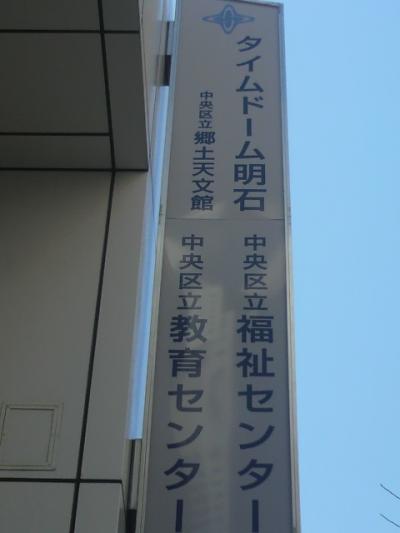 タイムドーム明石
中央区立郷土天文館
中央区立福祉センター
中央区立教育センター